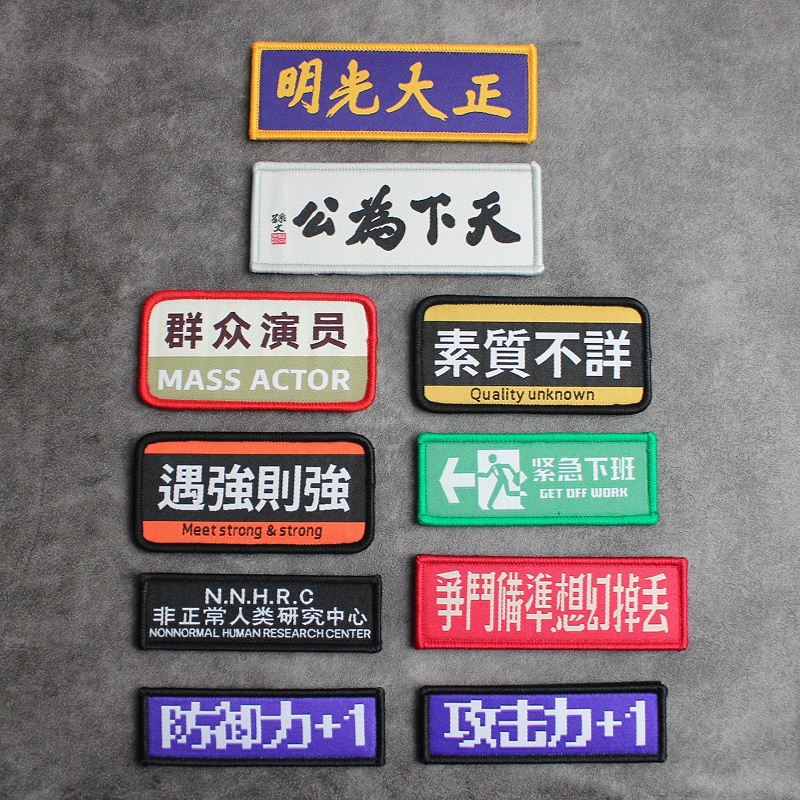 正大光明
天下為公
孫文
群众演员
MASS ACTOR
素質不詳
Quality unknown
遇強則強
Meet strong & strong
紧急下班
GET OFF WORK
N.N.H.R.C
非正常人类研究中心
NONNORMAL HUMAN RESEARCH CENTER
丢掉幻想,準備鬥爭
防御力+1
攻击力+1